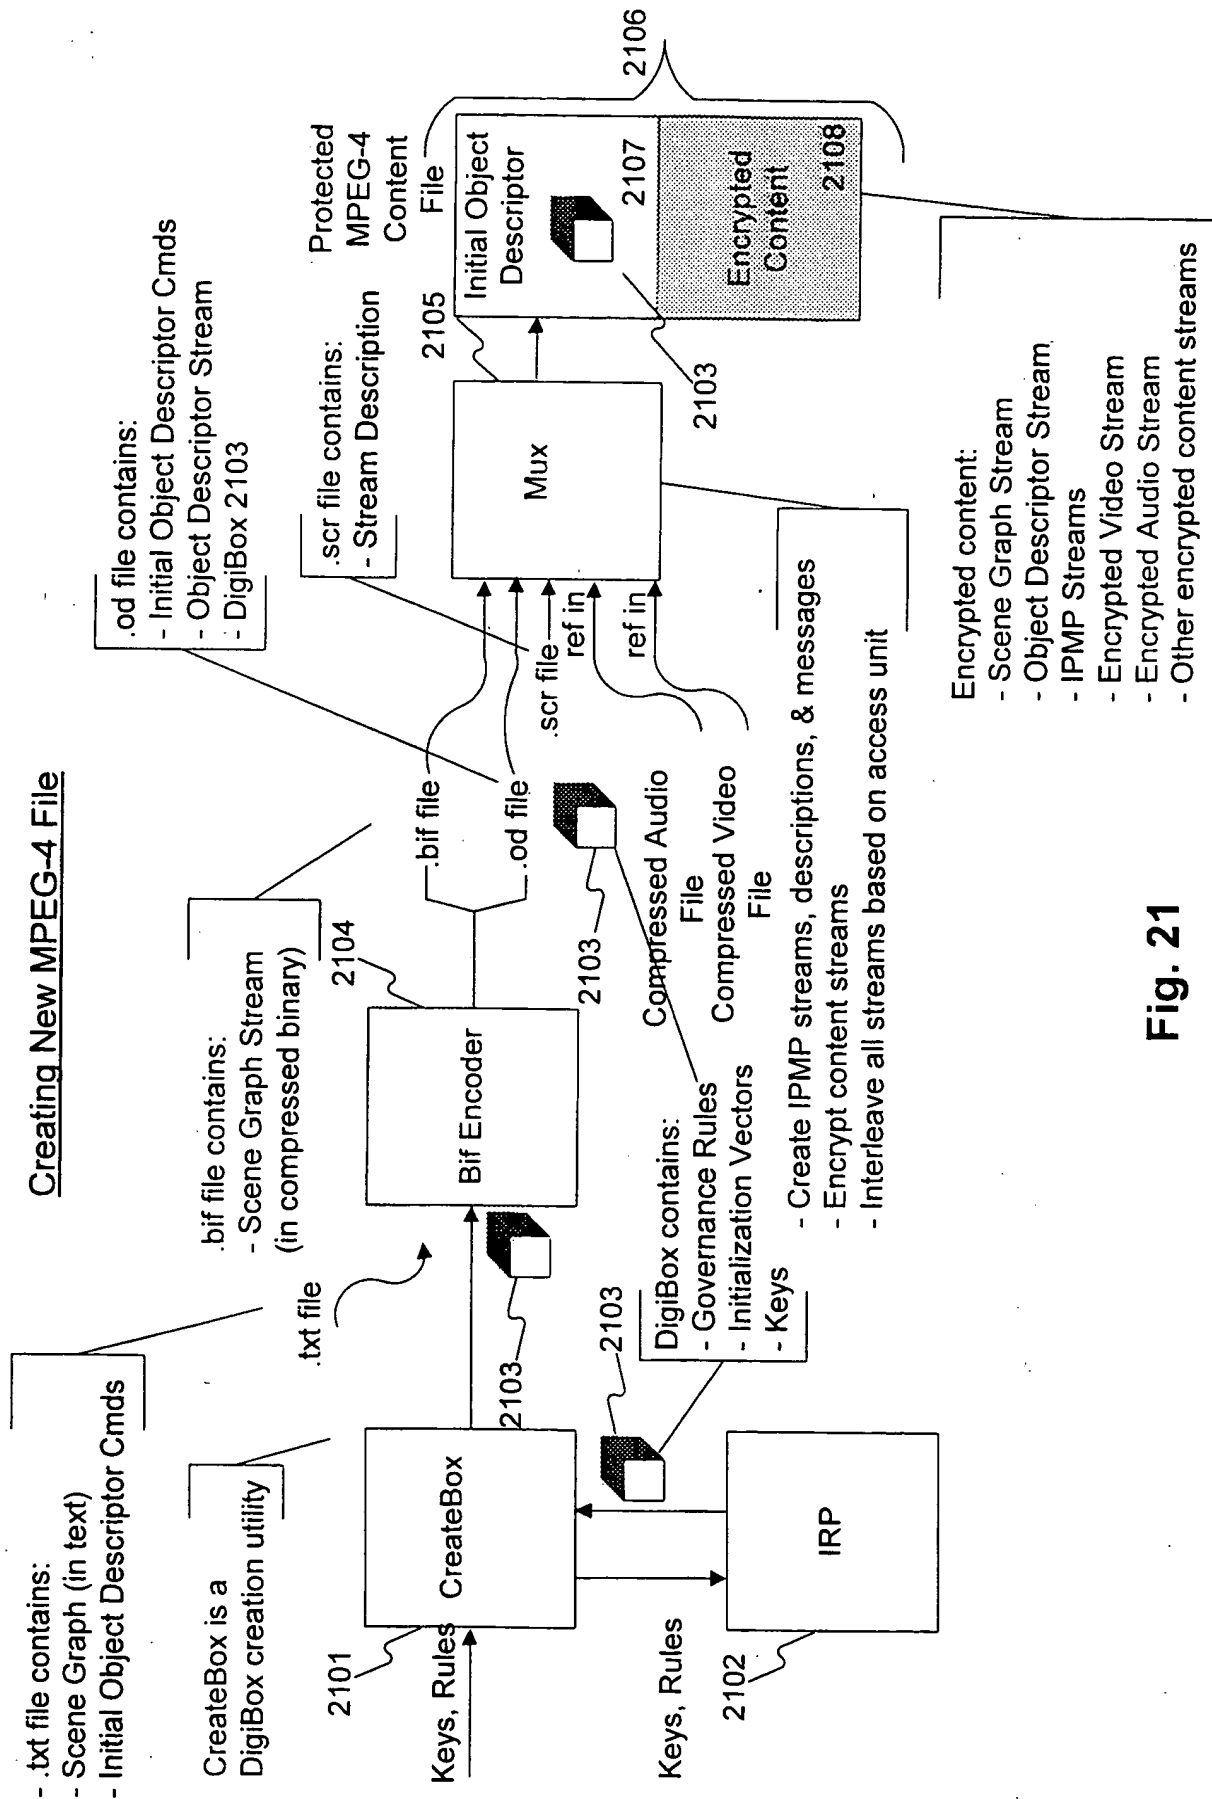 Creating New MPEG-4 File
- .txt file contains:
- Scene Graph (in text)
- Initial Object Descriptor Cmds
CreateBox is a
DigiBox creation utility
2101
Keys, Rules
CreateBox
Keys, Rules
2102
IRP
2103
DigiBox contains:
- Governance Rules
- Initialization Vectors
- Keys
.txt file
2103
.bif file contains:
- Scene Graph Stream
(in compressed binary)
2104
Bif Encoder
.bif file
.od file
2103
.od file contains:
- Initial Object Descriptor Cmds
- Object Descriptor Stream
- DigiBox 2103
.scr file contains:
- Stream Description
.scr file
ref in
ref in
Compressed Audio
File
Compressed Video
File
2105
Mux
- Create IPMP streams, descriptions, & messages
- Encrypt content streams
- Interleave all streams based on access unit
Protected
MPEG-4
Content
File
2106
Initial Object
Descriptor
2107
2103
Encrypted
Content
2108
Encrypted content:
- Scene Graph Stream
- Object Descriptor Stream
- IPMP Streams
- Encrypted Video Stream
- Encrypted Audio Stream
- Other encrypted content streams
Fig. 21